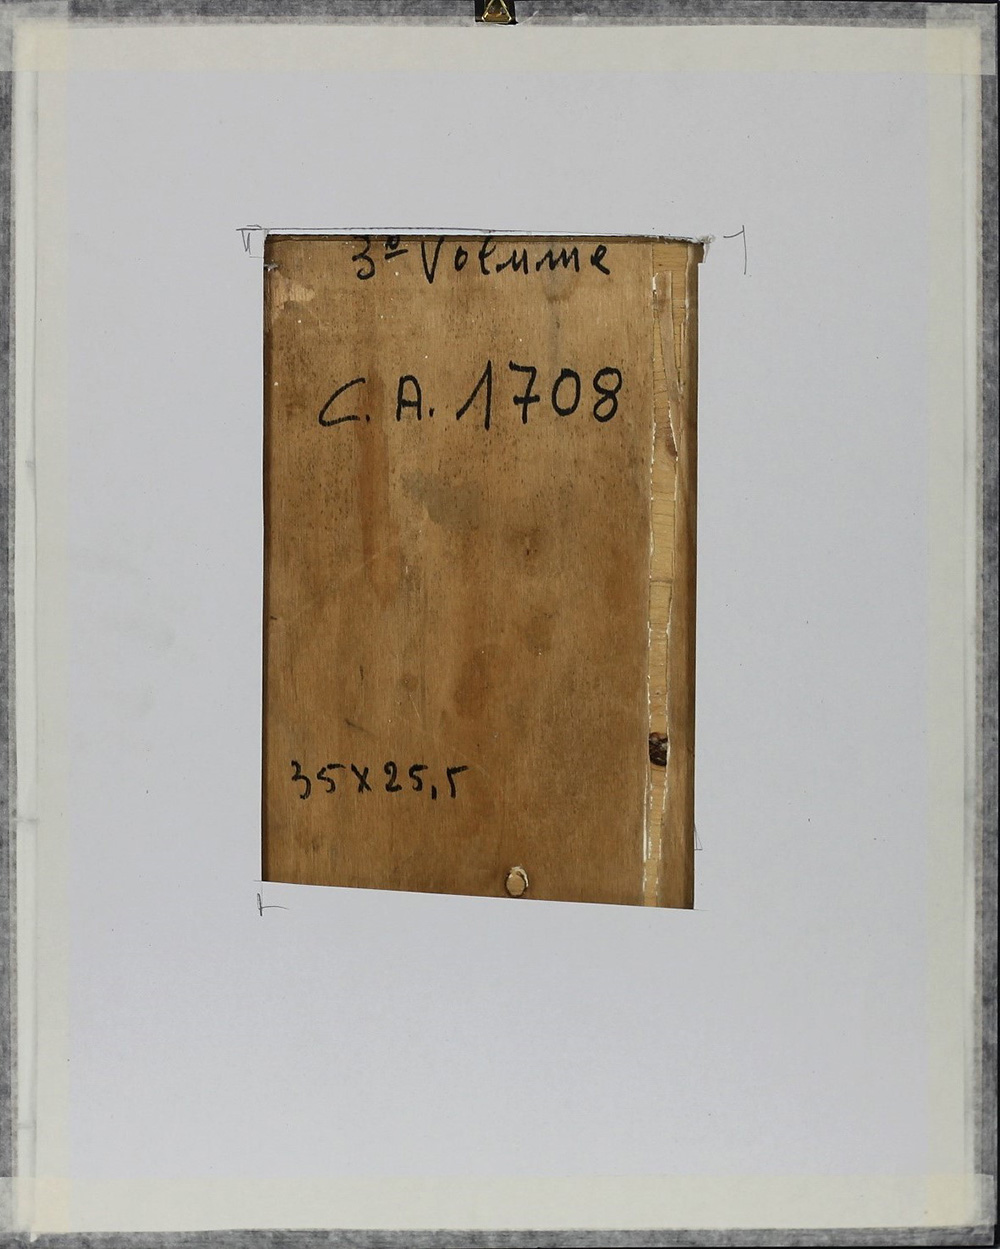 3º Volume
C. A. 1708
35x25,5